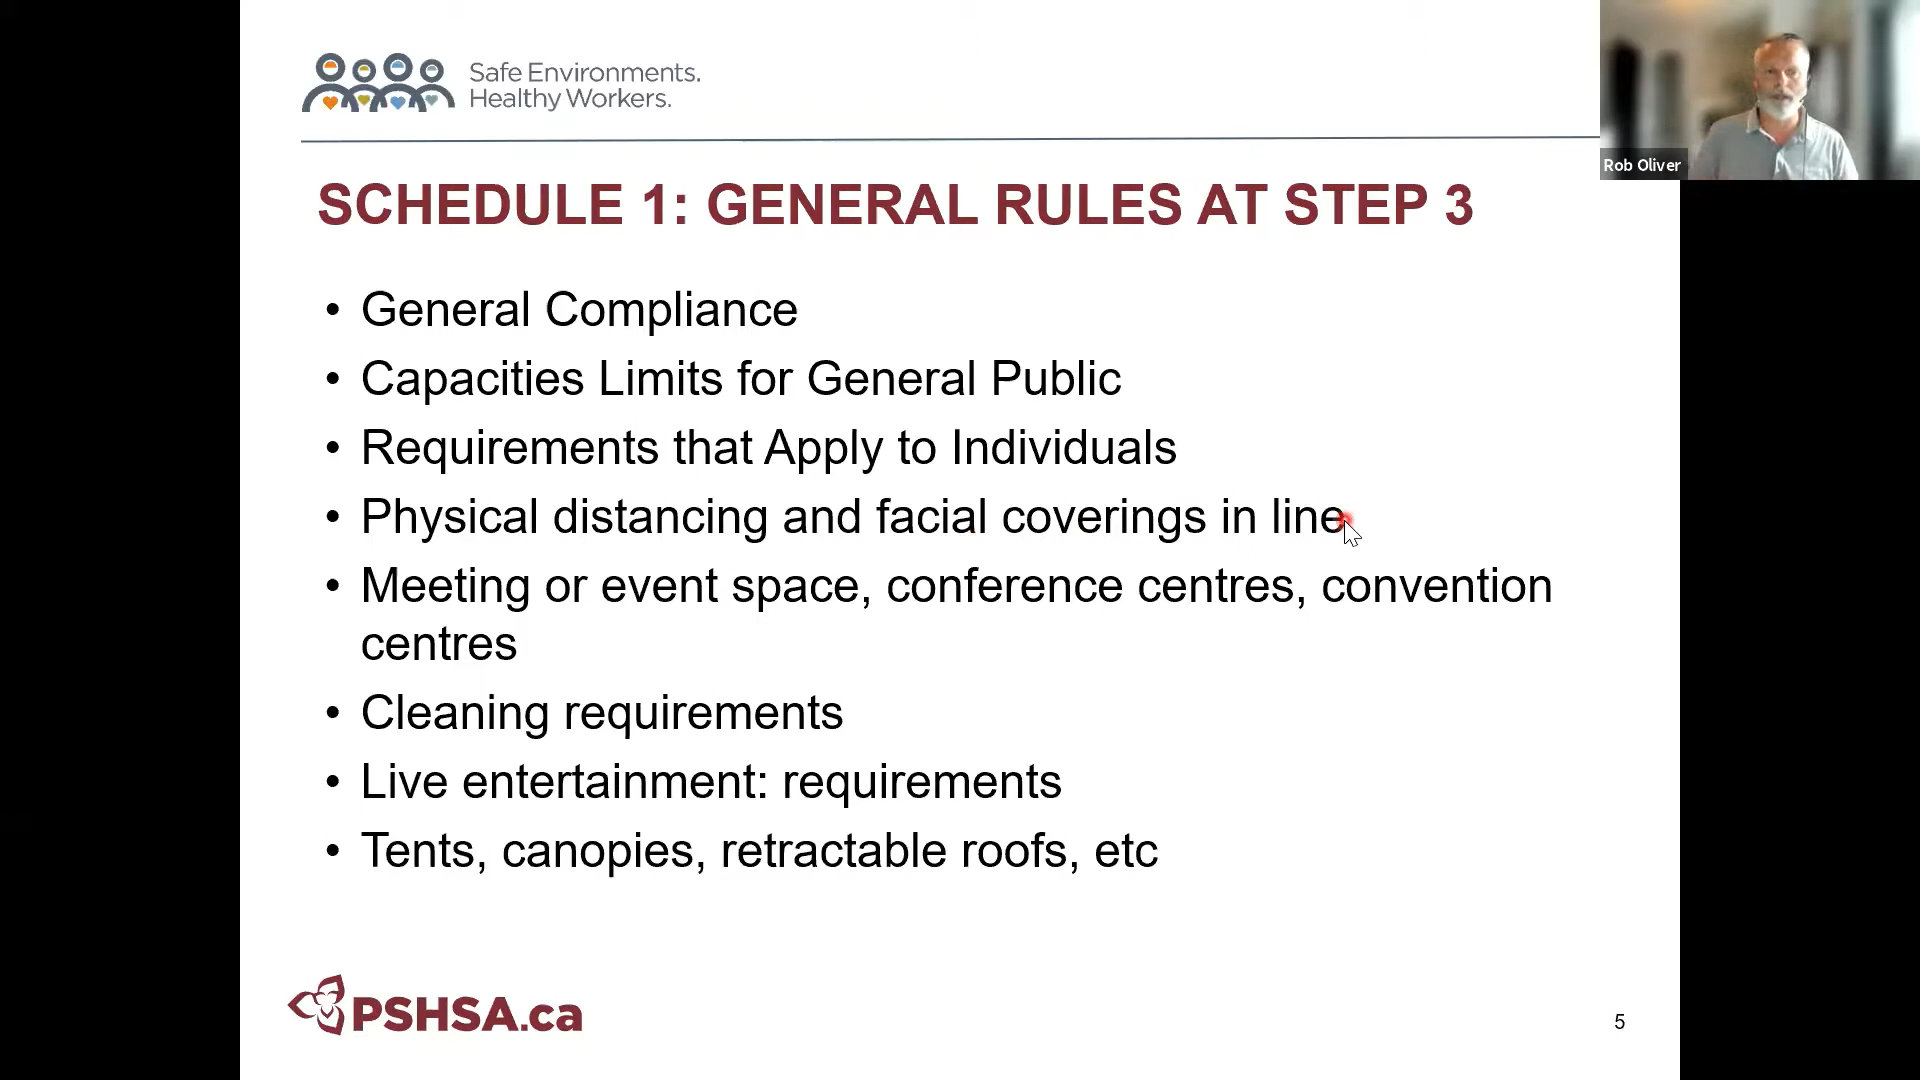 Safe Environments.
Healthy Workers.
Rob Oliver
SCHEDULE 1: GENERAL RULES AT STEP 3
• General Compliance
• Capacities Limits for General Public
• Requirements that Apply to Individuals
• Physical distancing and facial coverings in line
• Meeting or event space, conference centres, convention
centres
• Cleaning requirements
• Live entertainment: requirements
• Tents, canopies, retractable roofs, etc
PSHSA.ca
5